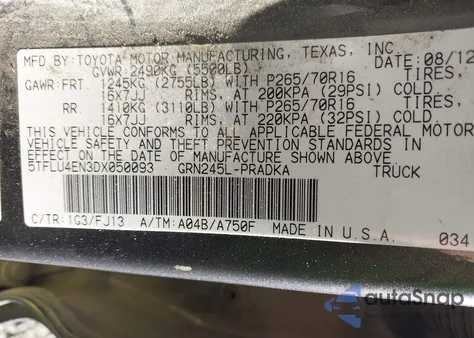 MFD BY: TOYOTA MOTOR MANUFACTURING, TEXAS, INC. 08/12
GVWR: 2490KG (5500LB)
GAWR: FRT 1245KG (2755LB) WITH P265/70R16 TIRES,
16X7JJ RIMS, AT 200KPA (29PSI) COLD
RR 1410KG (3110LB) WITH P265/70R16 TIRES,
16X7JJ RIMS, AT 220KPA (32PSI) COLD
THIS VEHICLE CONFORMS TO ALL APPLICABLE FEDERAL MOTOR
VEHICLE SAFETY
THEFT PREVENTION STANDARDS IN EFFECT ON
DATE OF MANUFACTURE SHOWN ABOVE.
5TFLU4EN3DX050093 GRN245L-PRADKA TRUCK
C/TR: 1G3/FJ13 A/TM: A04B/A750F MADE IN U.S.A. 034
autoSnap